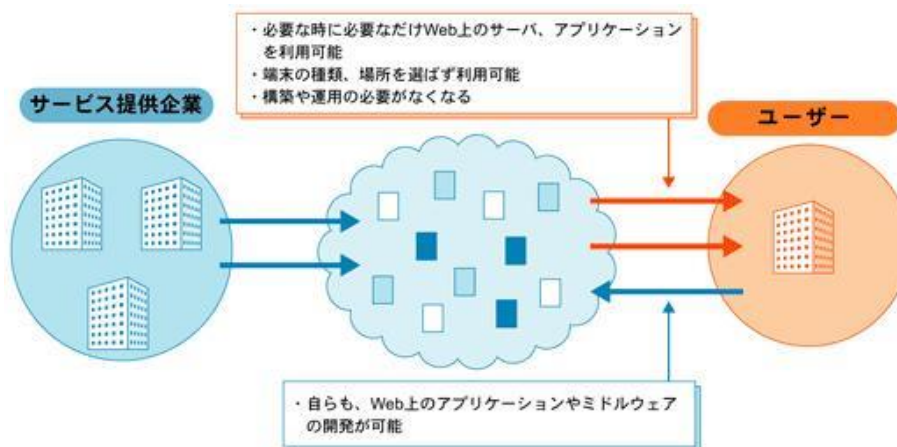 ・必要な時に必要なだけWeb上のサーバ、アプリケーション
を利用可能
・端末の種類、場所を選ばず利用可能
・構築や運用の必要がなくなる
サービス提供企業
ユーザー
・自らも、Web上のアプリケーションやミドルウェア
の開発が可能